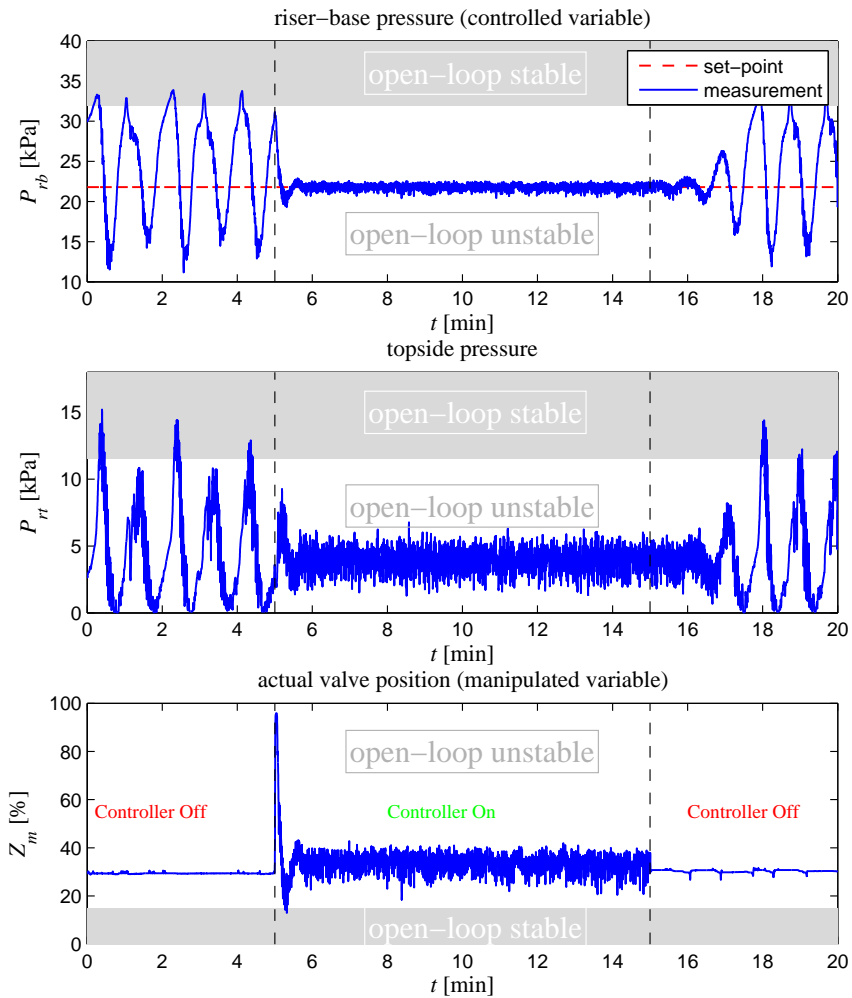 riser−base pressure (controlled variable)
40
35
30
25
20
15
10
P_rb [kPa]
open−loop stable
set−point
measurement
open−loop unstable
0 2 4 6 8 10 12 14 16 18 20
t [min]
topside pressure
15
10
5
0
P_rt [kPa]
open−loop stable
open−loop unstable
0 2 4 6 8 10 12 14 16 18 20
t [min]
actual valve position (manipulated variable)
100
80
60
40
20
0
Z_m [%]
open−loop unstable
Controller Off Controller On Controller Off
open−loop stable
0 2 4 6 8 10 12 14 16 18 20
t [min]